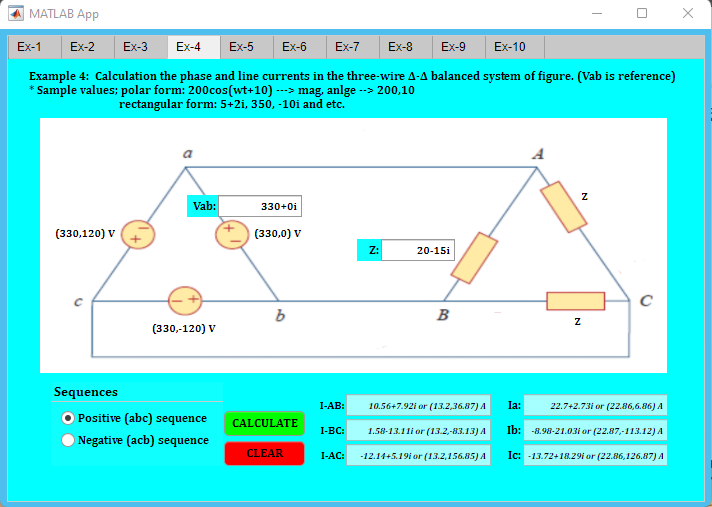 MATLAB App
Ex-1 Ex-2 Ex-3 Ex-4 Ex-5 Ex-6 Ex-7 Ex-8 Ex-9 Ex-10
Example 4: Calculation the phase and line currents in the three-wire Δ-Δ balanced system of figure. (Vab is reference)
* Sample values; polar form: 200cos(wt+10) ---> mag, anlge --> 200,10
rectangular form: 5+2i, 350, -10i and etc.
a A
Z
Vab: 330+0i
(330,120) V + − + − (330,0) V
Z: 20-15i
c − + b B C
(330,-120) V Z
Sequences
Positive (abc) sequence
Negative (acb) sequence
CALCULATE
CLEAR
I-AB: 10.56+7.92i or (13.2,36.87) A Ia: 22.7+2.73i or (22.86,6.86) A
I-BC: 1.58-13.11i or (13.2,-83.13) A Ib: -8.98-21.03i or (22.87,-113.12) A
I-AC: -12.14+5.19i or (13.2,156.85) A Ic: -13.72+18.29i or (22.86,126.87) A